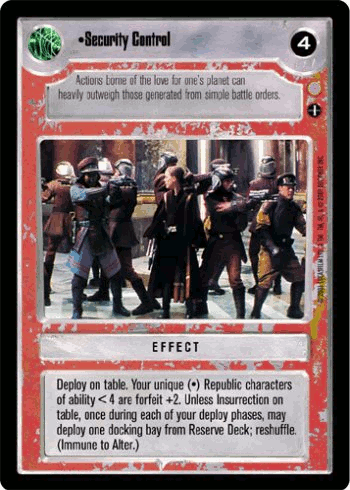 •Security Control
4
Actions borne of the love for one's planet can
heavily outweigh those generated from simple battle orders.
EFFECT
Deploy on table. Your unique (•) Republic characters
of ability < 4 are forfeit +2. Unless Insurrection on
table, once during each of your deploy phases, may
deploy one docking bay from Reserve Deck; reshuffle.
(Immune to Alter.)